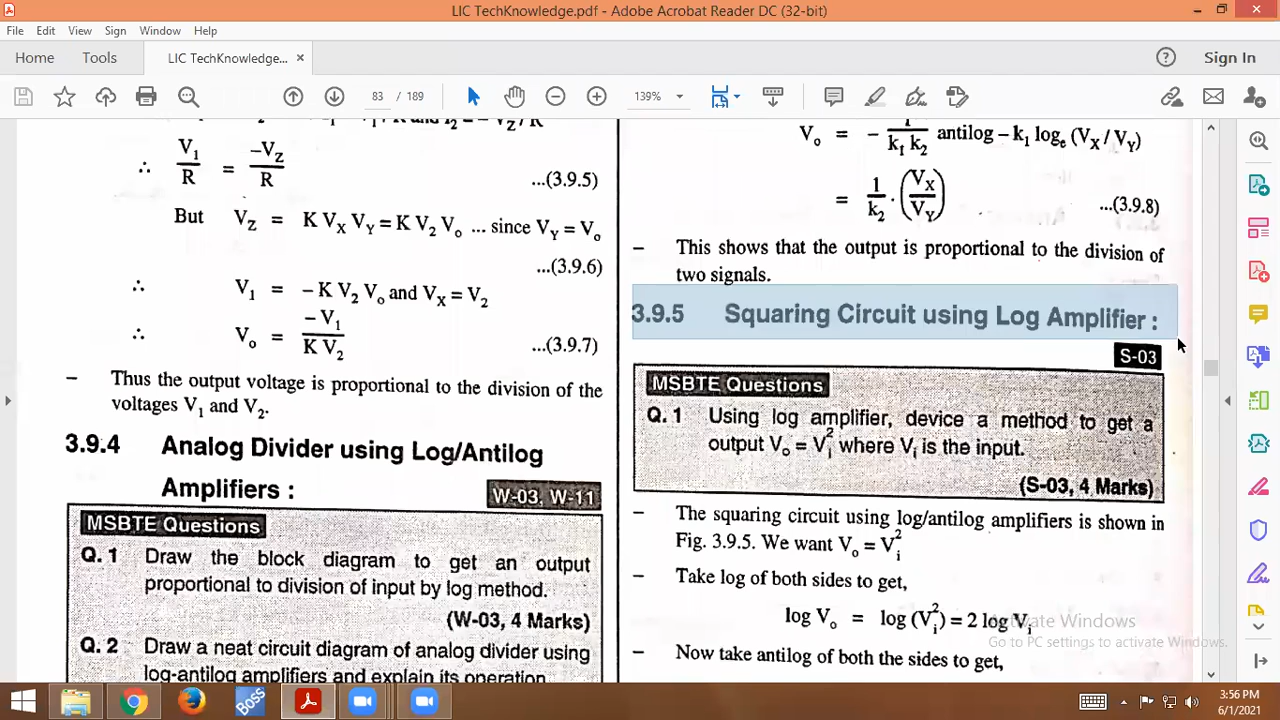 LIC TechKnowledge.pdf - Adobe Acrobat Reader DC (32-bit)
File Edit View Sign Window Help
Home Tools LIC TechKnowledge... × Sign In
83 / 189 139%
∴ V1 / R = -VZ / R ...(3.9.5)
But VZ = K VX VY = K V2 Vo ... since VY = Vo
...(3.9.6)
∴ V1 = - K V2 Vo and VX = V2
∴ Vo = - V1 / K V2 ...(3.9.7)
- Thus the output voltage is proportional to the division of the
voltages V1 and V2.
3.9.4 Analog Divider using Log/Antilog
Amplifiers :
W-03, W-11
MSBTE Questions
Q. 1 Draw the block diagram to get an output
proportional to division of input by log method.
(W-03, 4 Marks)
Q. 2 Draw a neat circuit diagram of analog divider using
log-antilog amplifiers and explain its operation
Vo = - 1 / k1 k2 antilog – k1 loge (VX / VY)
= 1 / k2 · (VX / VY) ...(3.9.8)
- This shows that the output is proportional to the division of
two signals.
3.9.5 Squaring Circuit using Log Amplifier :
S-03
MSBTE Questions
Q. 1 Using log amplifier, device a method to get a
output Vo = Vi² where Vi is the input.
(S-03, 4 Marks)
- The squaring circuit using log/antilog amplifiers is shown in
Fig. 3.9.5. We want Vo = Vi²
- Take log of both sides to get,
log Vo = log (Vi²) = 2 log Vi
- Now take antilog of both the sides to get,
Activate Windows
Go to PC settings to activate Windows.
BOSS
3:56 PM
6/1/2021